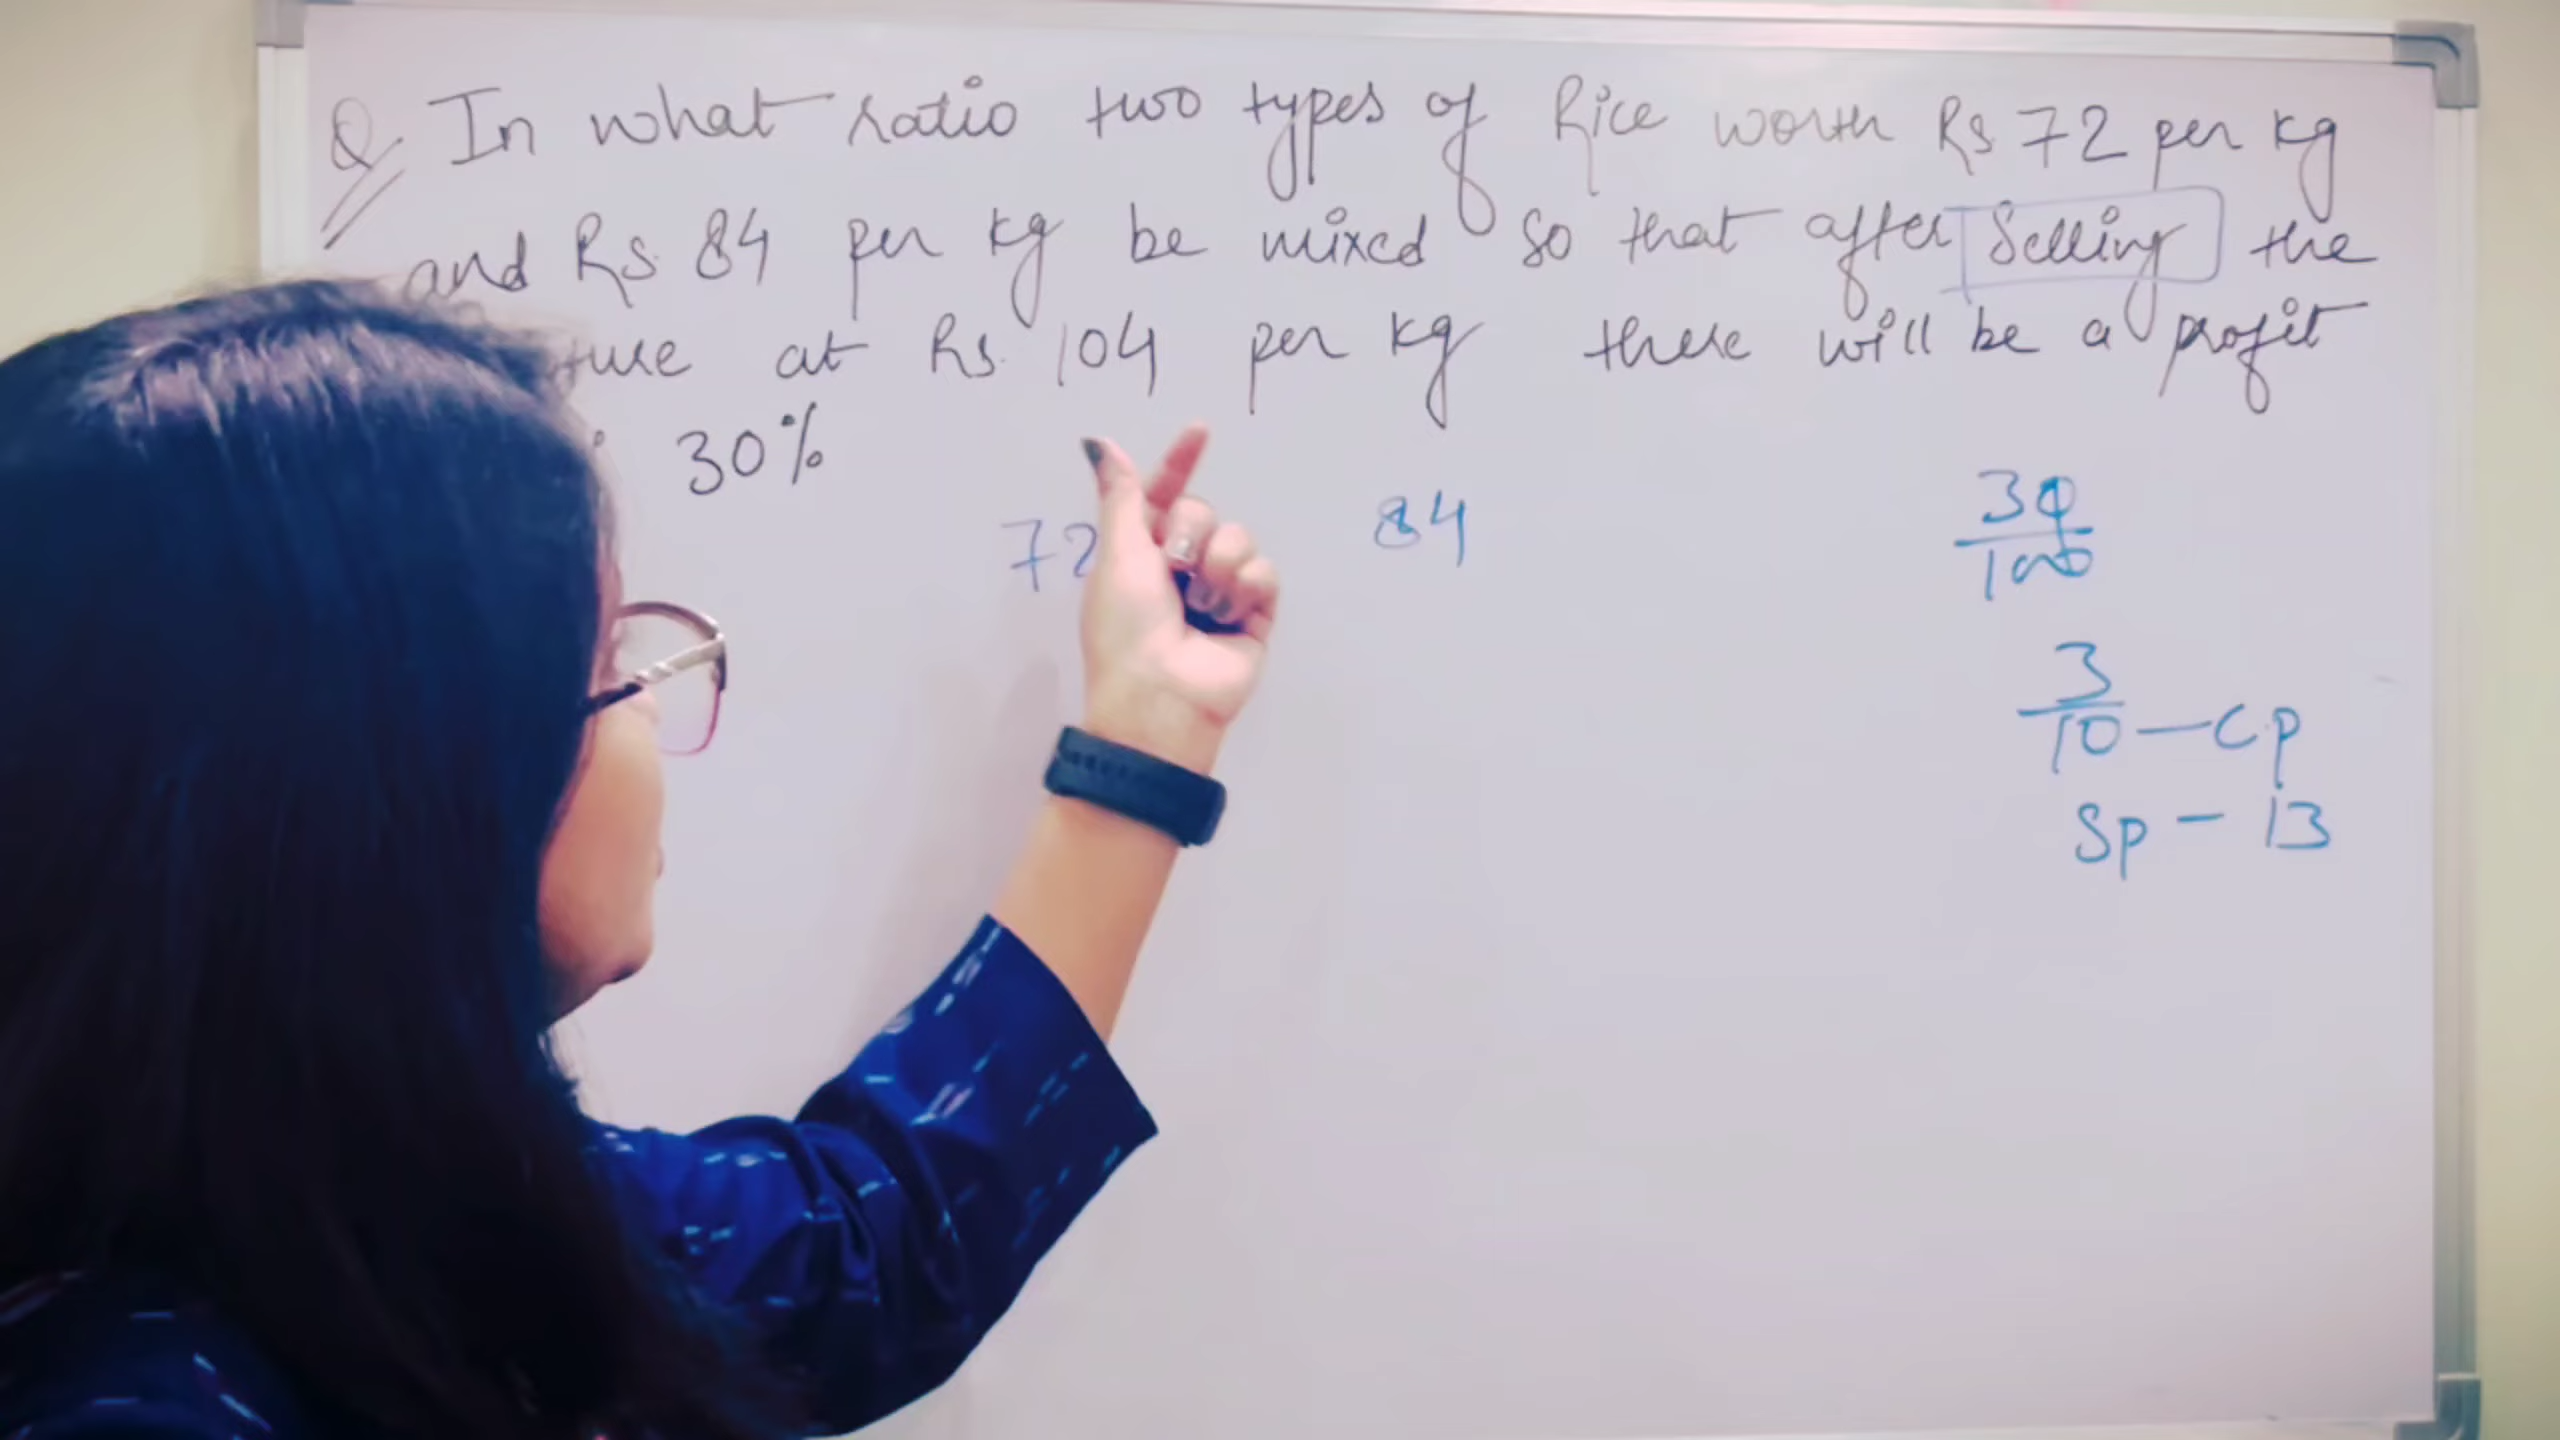 Q. In what ratio two types of Rice worth Rs 72 per kg
and Rs. 84 per kg be mixed so that after Selling the
ture at Rs. 104 per kg there will be a profit
30%
72 84
30
100
3
10 - CP
SP - 13